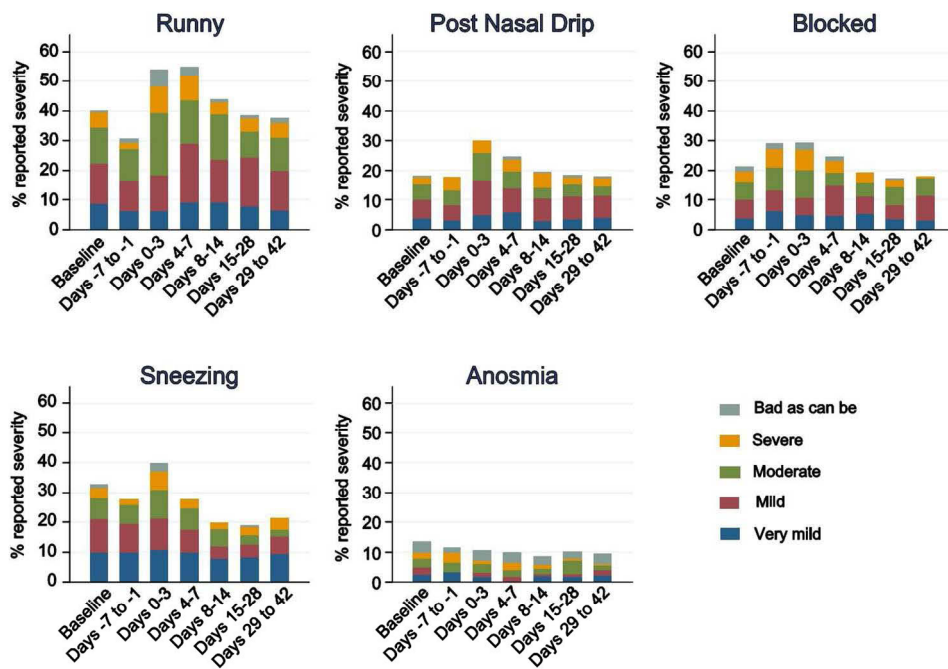 Runny
Post Nasal Drip
Blocked
% reported severity
60
50
40
30
20
10
0
Baseline
Days -7 to -1
Days 0-3
Days 4-7
Days 8-14
Days 15-28
Days 29 to 42
% reported severity
60
50
40
30
20
10
0
Baseline
Days -7 to -1
Days 0-3
Days 4-7
Days 8-14
Days 15-28
Days 29 to 42
% reported severity
60
50
40
30
20
10
0
Baseline
Days -7 to -1
Days 0-3
Days 4-7
Days 8-14
Days 15-28
Days 29 to 42
Sneezing
Anosmia
% reported severity
60
50
40
30
20
10
0
Baseline
Days -7 to -1
Days 0-3
Days 4-7
Days 8-14
Days 15-28
Days 29 to 42
% reported severity
60
50
40
30
20
10
0
Baseline
Days -7 to -1
Days 0-3
Days 4-7
Days 8-14
Days 15-28
Days 29 to 42
Bad as can be
Severe
Moderate
Mild
Very mild